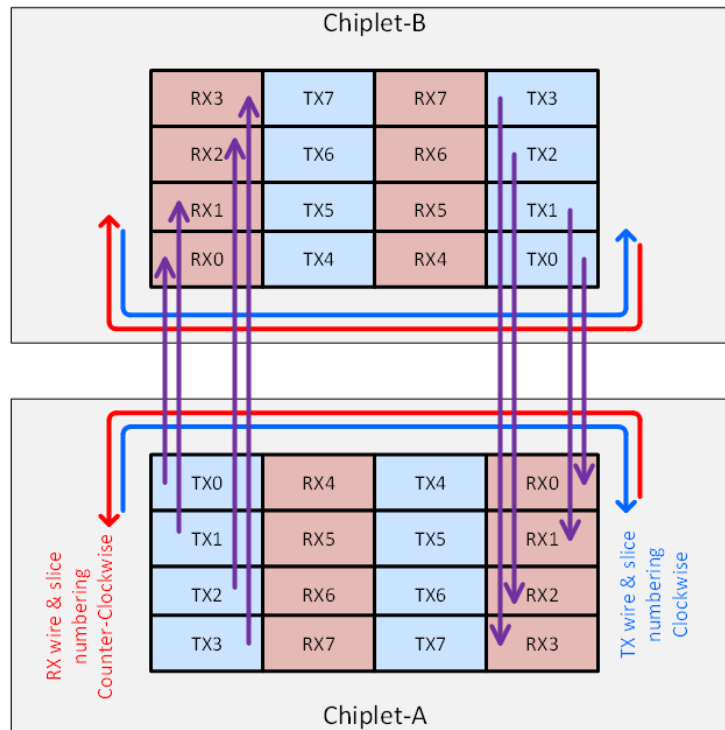 Chiplet-B
RX3 TX7 RX7 TX3
RX2 TX6 RX6 TX2
RX1 TX5 RX5 TX1
RX0 TX4 RX4 TX0
TX0 RX4 TX4 RX0
TX1 RX5 TX5 RX1
TX2 RX6 TX6 RX2
TX3 RX7 TX7 RX3
RX wire & slice
numbering
Counter-Clockwise
TX wire & slice
numbering
Clockwise
Chiplet-A